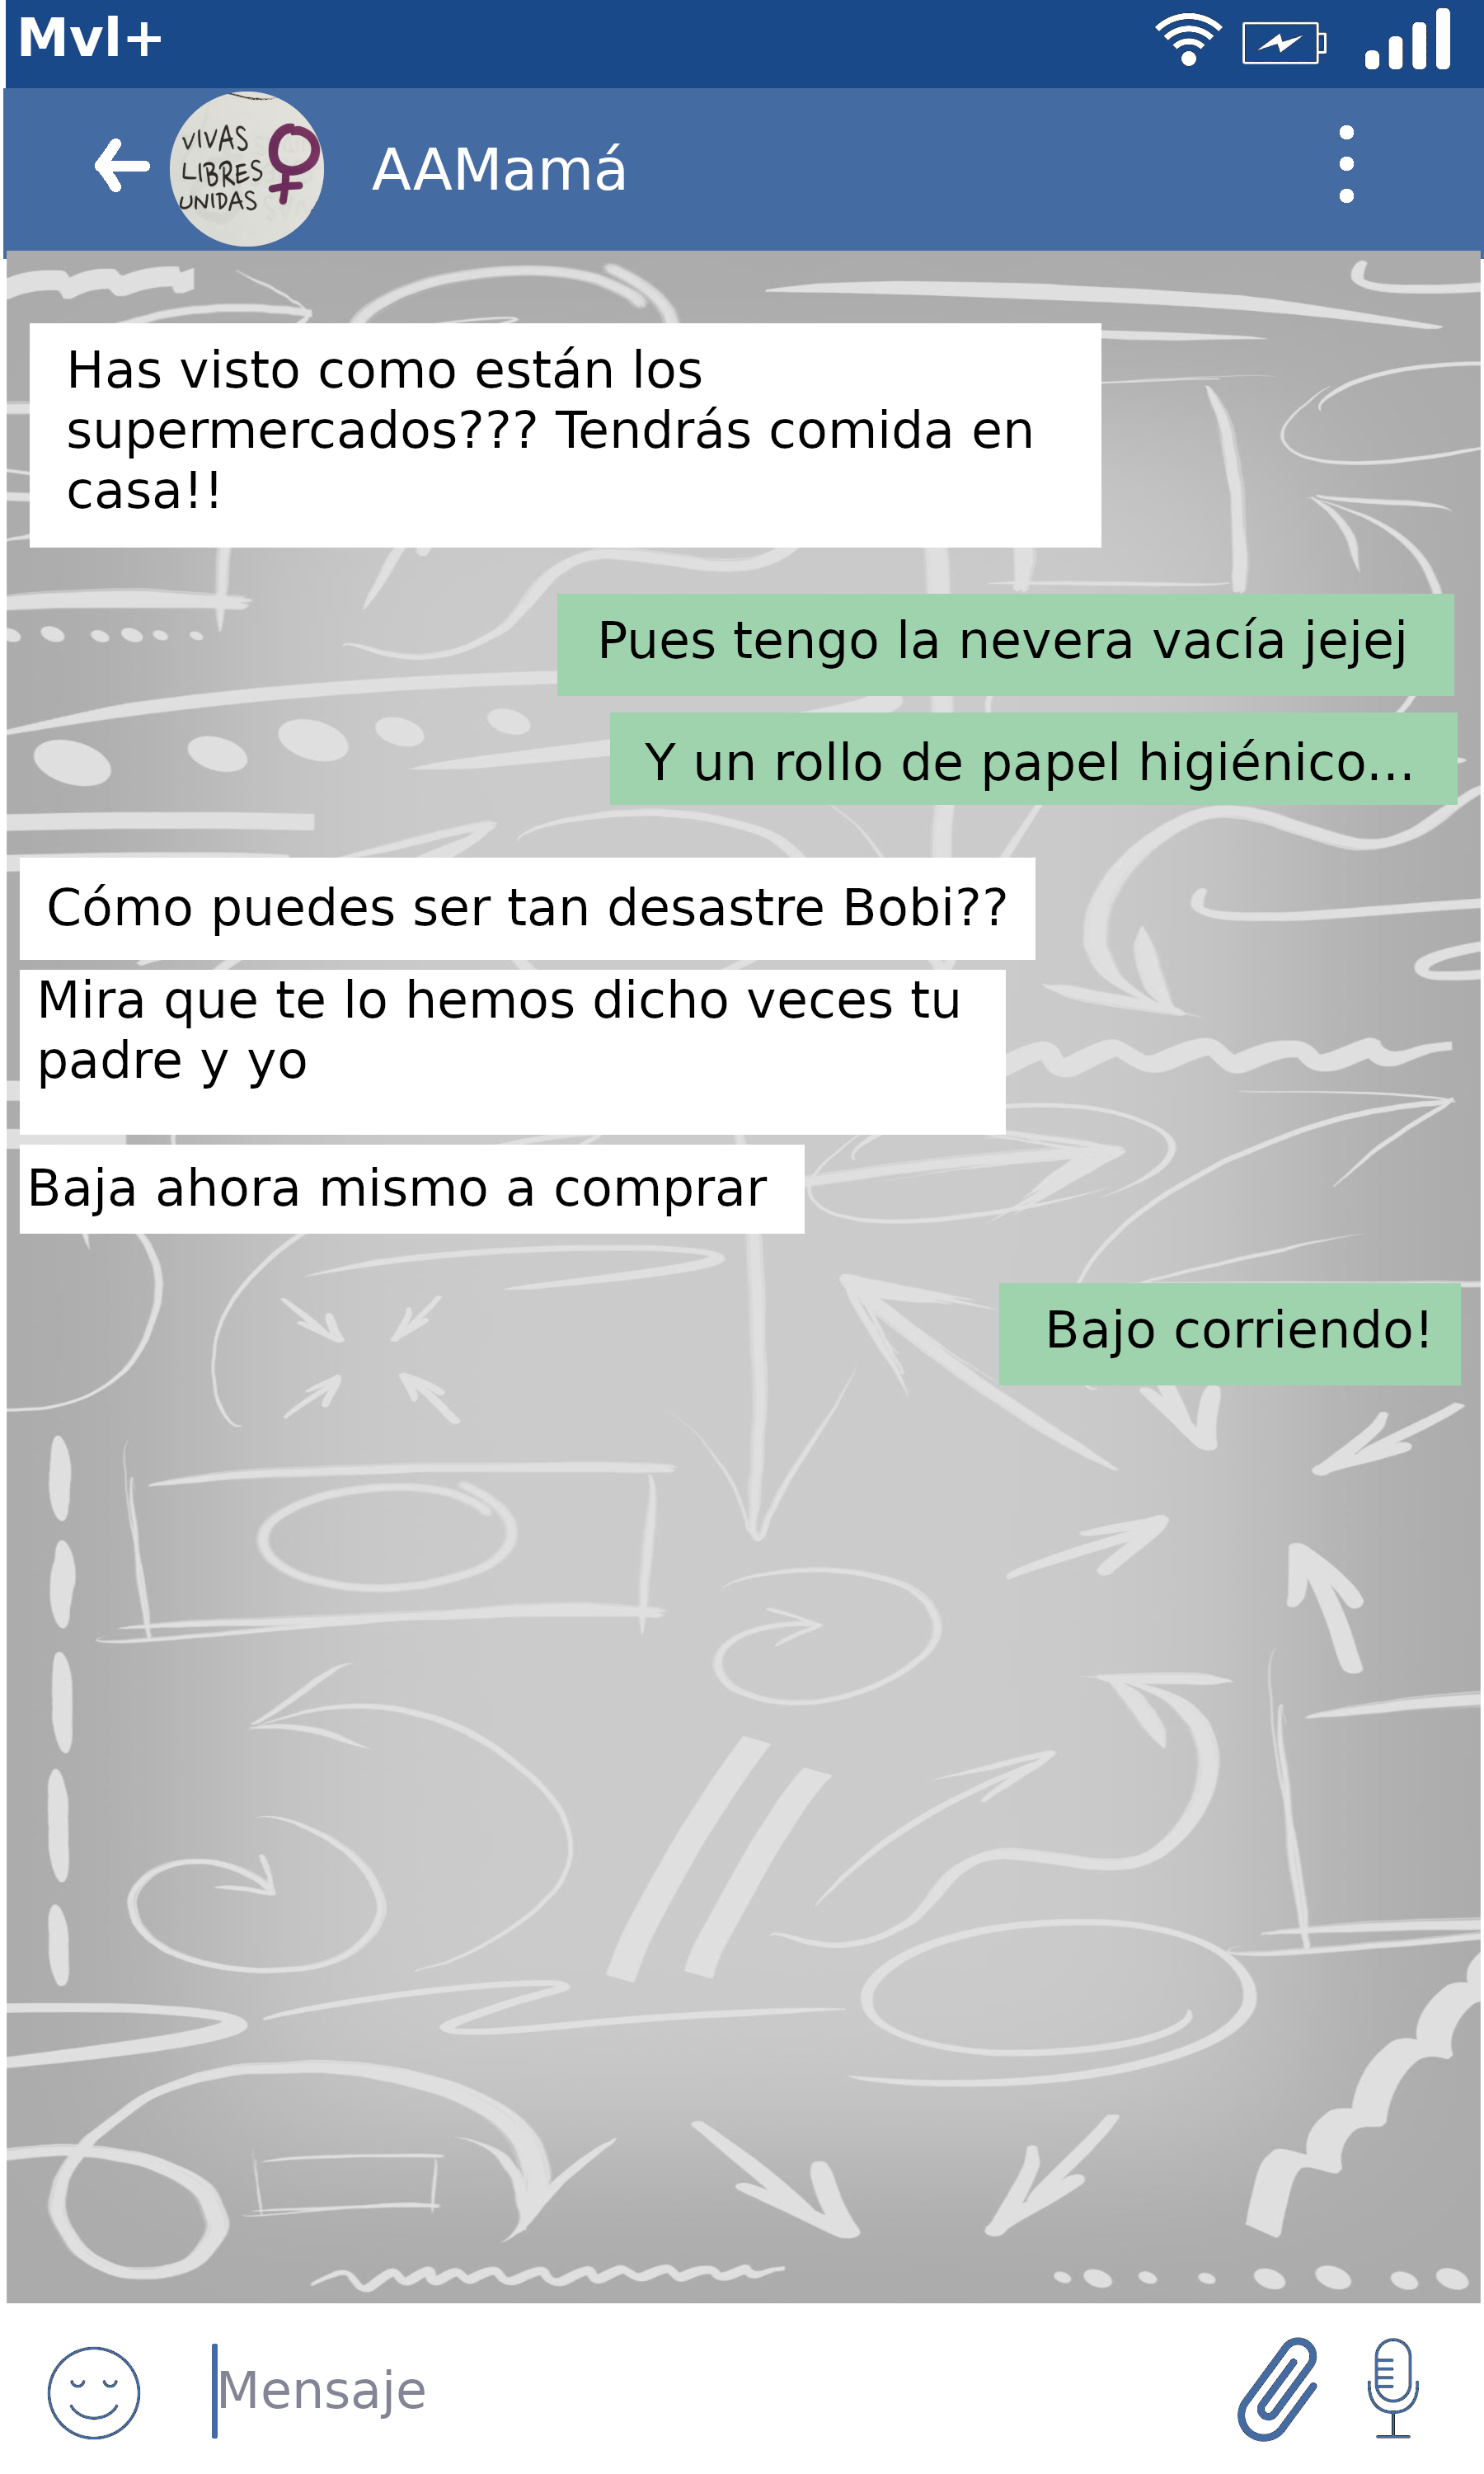 Mvl+
VIVAS
LIBRES
UNIDAS
AAMamá
Has visto como están los
supermercados??? Tendrás comida en
casa!!
Pues tengo la nevera vacía jejej
Y un rollo de papel higiénico...
Cómo puedes ser tan desastre Bobi??
Mira que te lo hemos dicho veces tu
padre y yo
Baja ahora mismo a comprar
Bajo corriendo!
Mensaje